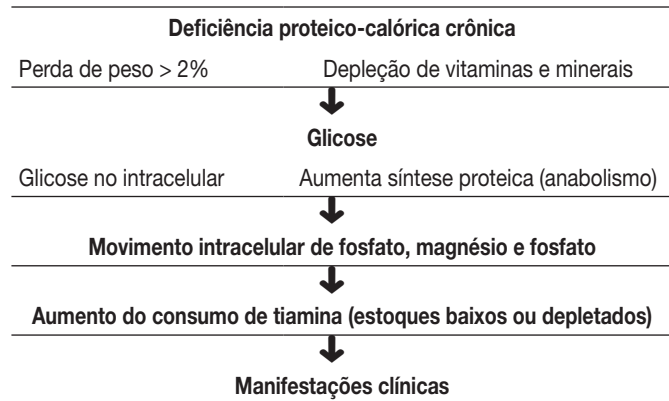 Deficiência proteico-calórica crônica
Perda de peso > 2% Depleção de vitaminas e minerais
Glicose
Glicose no intracelular Aumenta síntese proteica (anabolismo)
Movimento intracelular de fosfato, magnésio e fosfato
Aumento do consumo de tiamina (estoques baixos ou depletados)
Manifestações clínicas